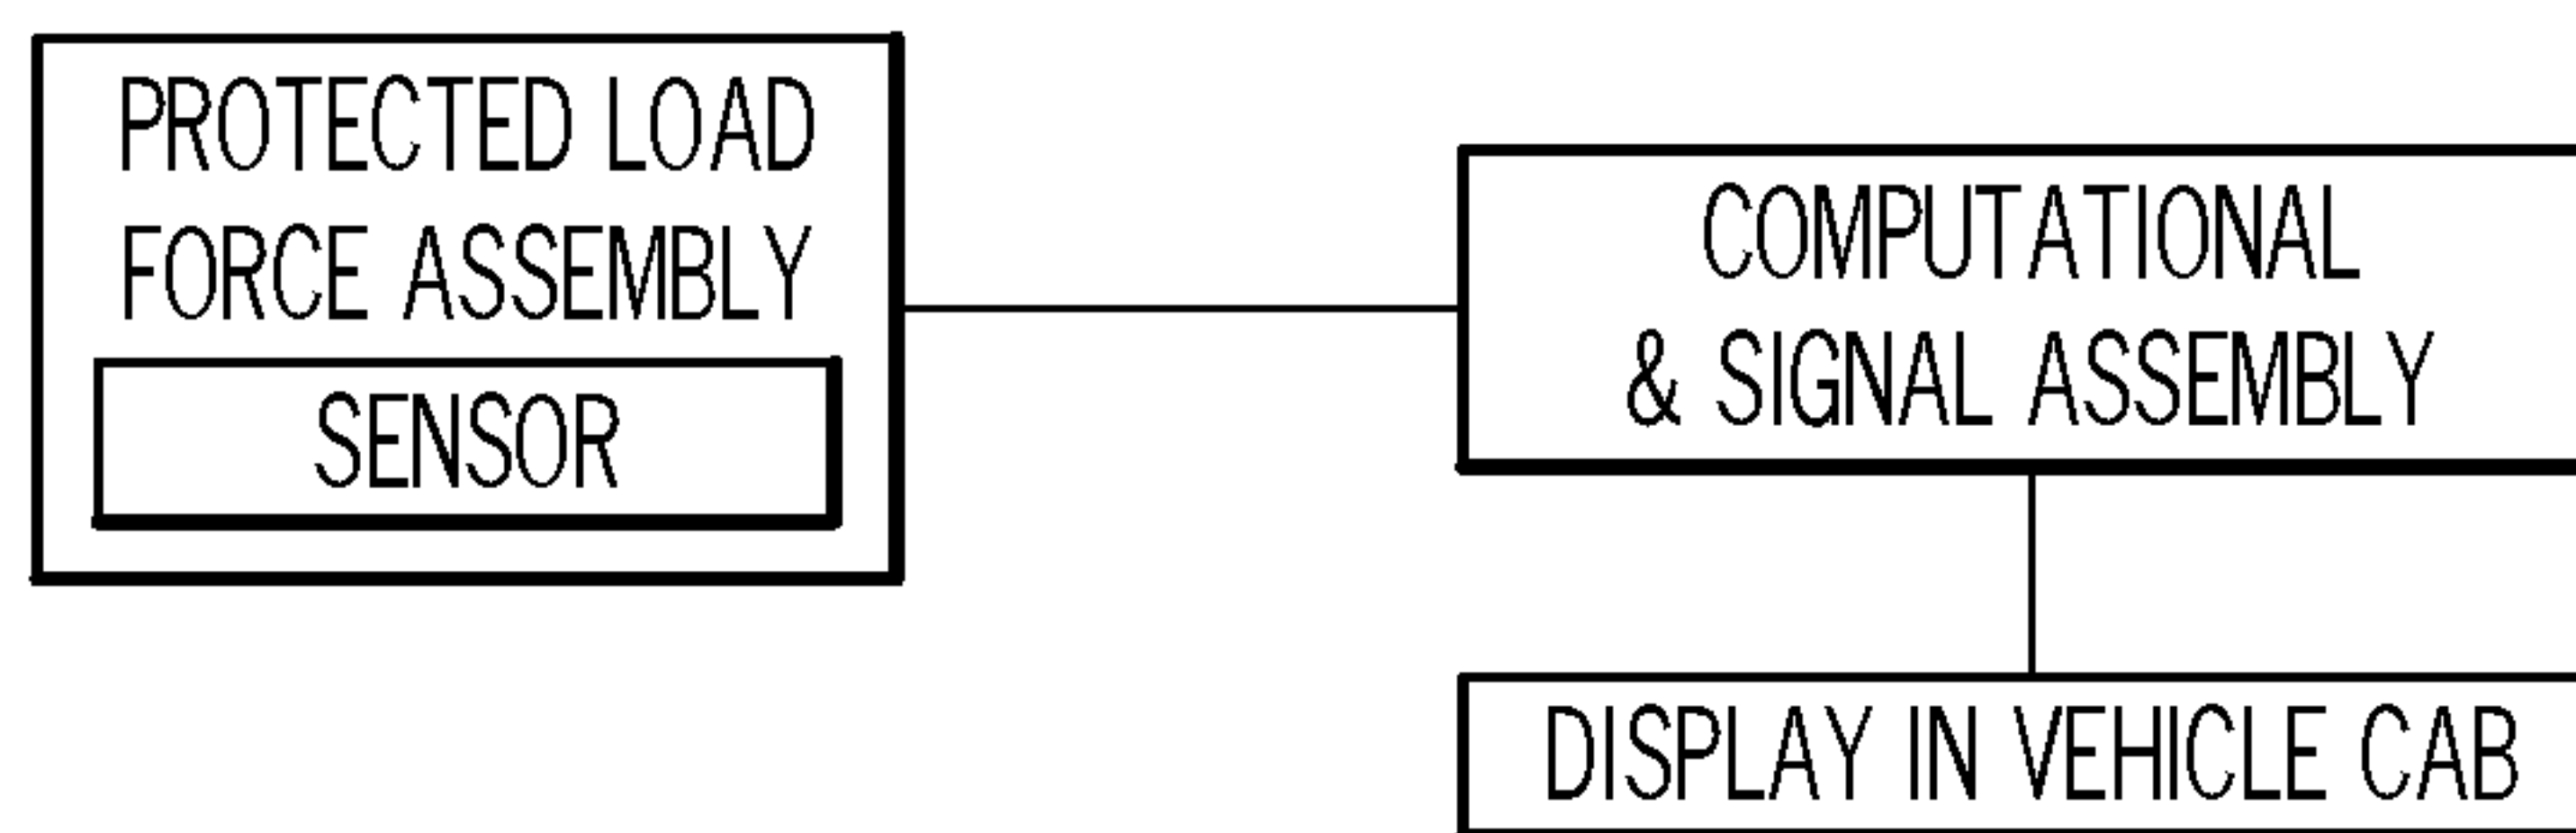 PROTECTED LOAD
FORCE ASSEMBLY
SENSOR
COMPUTATIONAL
& SIGNAL ASSEMBLY
DISPLAY IN VEHICLE CAB